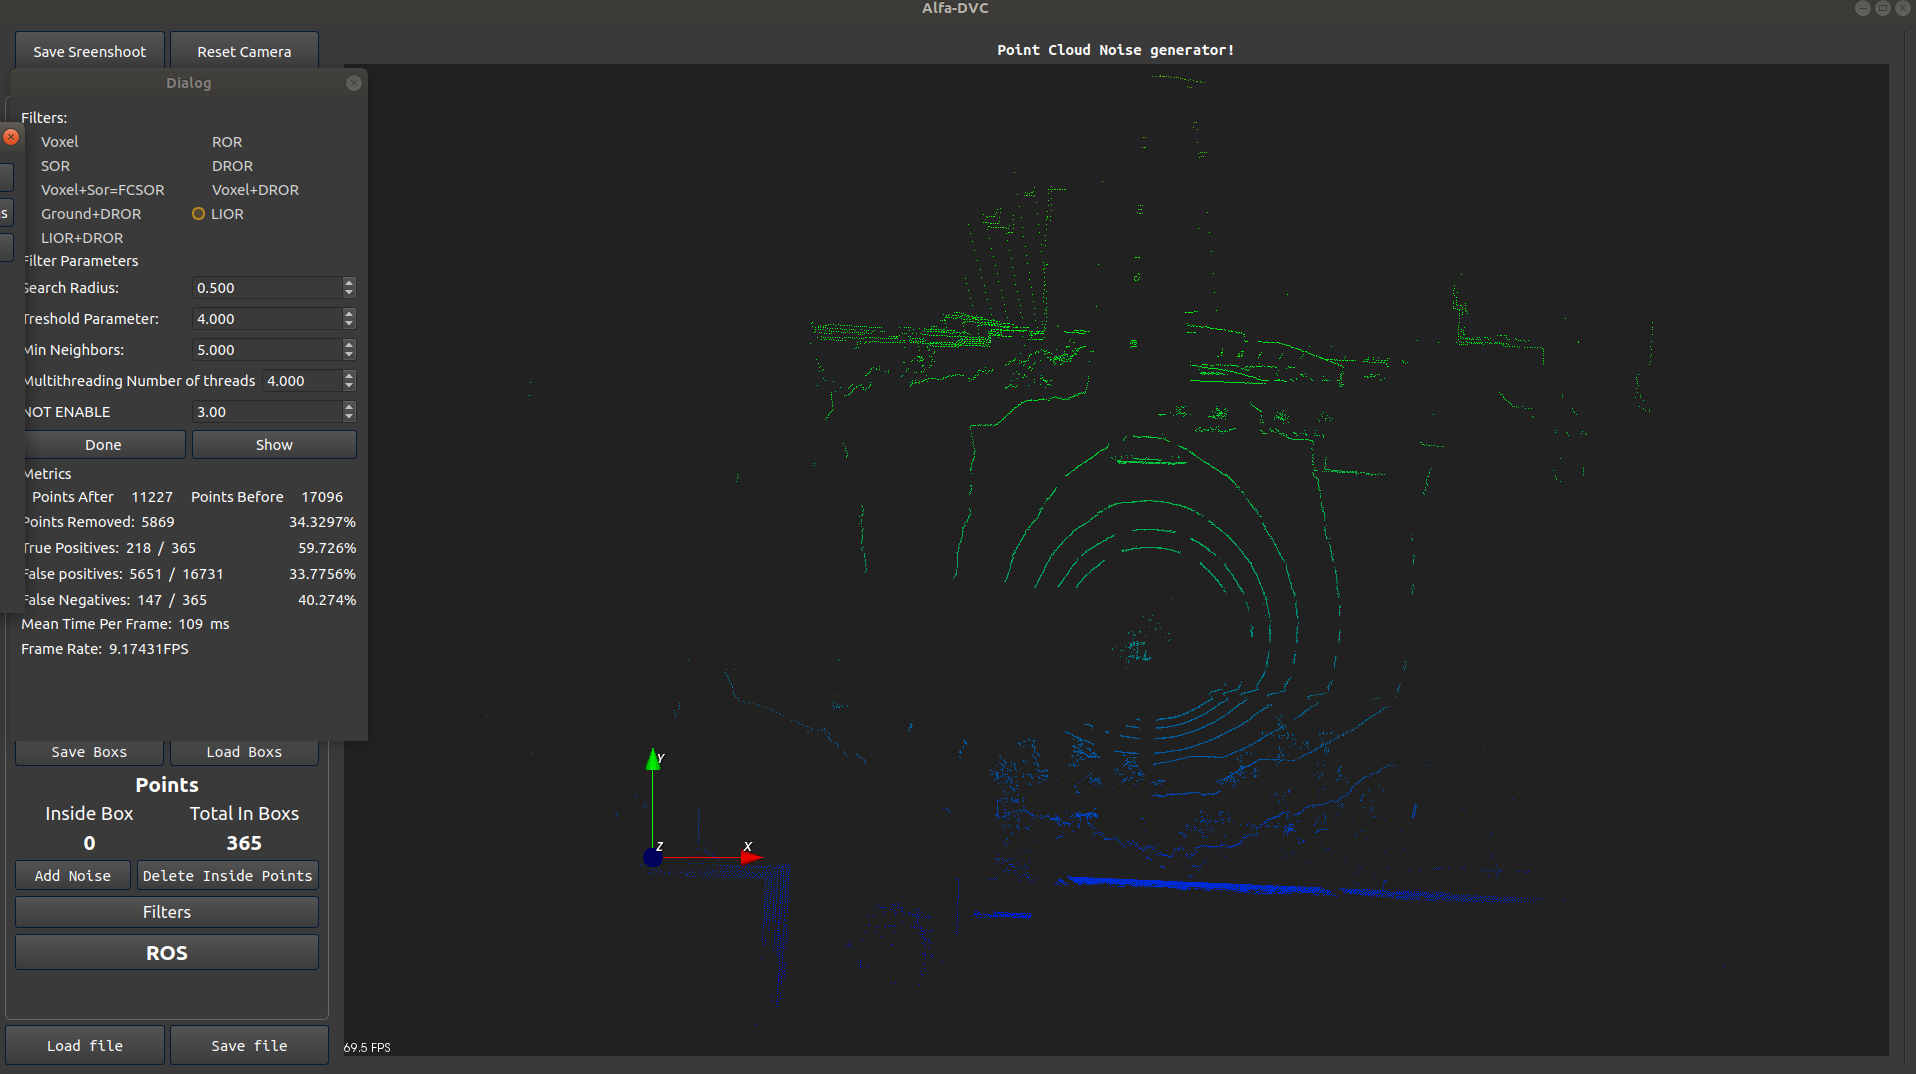 Alfa-DVC
Save Sreenshoot Reset Camera
Point Cloud Noise generator!
Dialog
Filters:
Voxel ROR
SOR DROR
Voxel+Sor=FCSOR Voxel+DROR
Ground+DROR LIOR
LIOR+DROR
Filter Parameters
Search Radius: 0.500
Treshold Parameter: 4.000
Min Neighbors: 5.000
Multithreading Number of threads 4.000
NOT ENABLE 3.00
Done Show
Metrics
Points After 11227 Points Before 17096
Points Removed: 5869 34.3297%
True Positives: 218 / 365 59.726%
False positives: 5651 / 16731 33.7756%
False Negatives: 147 / 365 40.274%
Mean Time Per Frame: 109 ms
Frame Rate: 9.17431FPS
s
Save Boxs Load Boxs
Points
Inside Box Total In Boxs
0 365
Add Noise Delete Inside Points
Filters
ROS
Load file Save file
Y
Z X
69.5 FPS